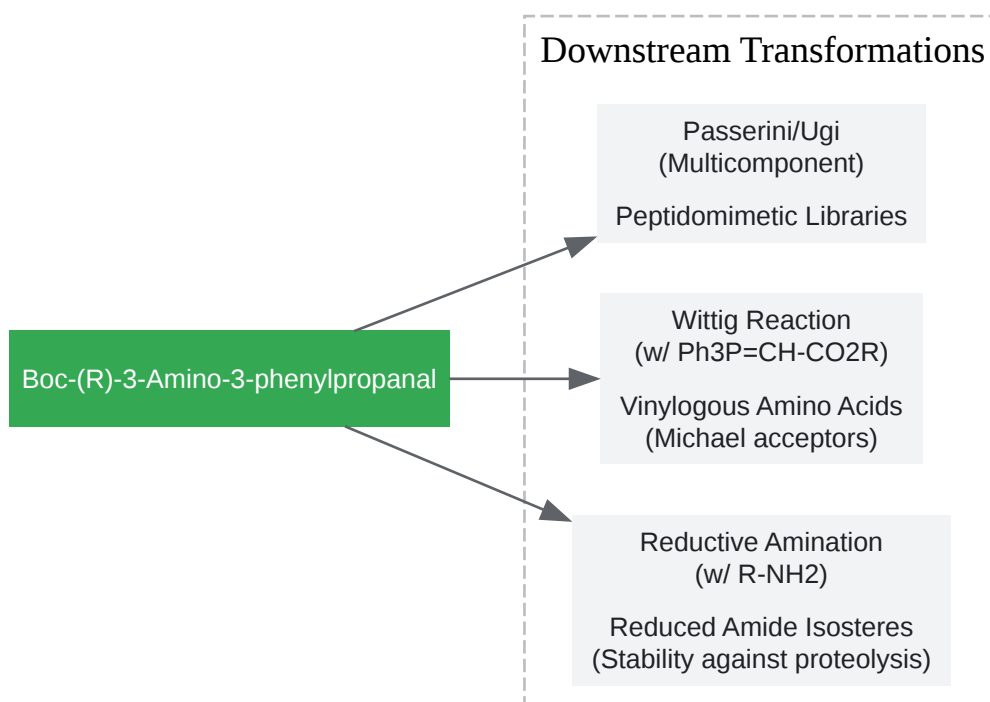 Downstream Transformations
Passerini/Ugi
(Multicomponent)
Peptidomimetic Libraries
Boc-(R)-3-Amino-3-phenylpropanal
Wittig Reaction
(w/ Ph3P=CH-CO2R)
Vinylogous Amino Acids
(Michael acceptors)
Reductive Amination
(w/ R-NH2)
Reduced Amide Isosteres
(Stability against proteolysis)